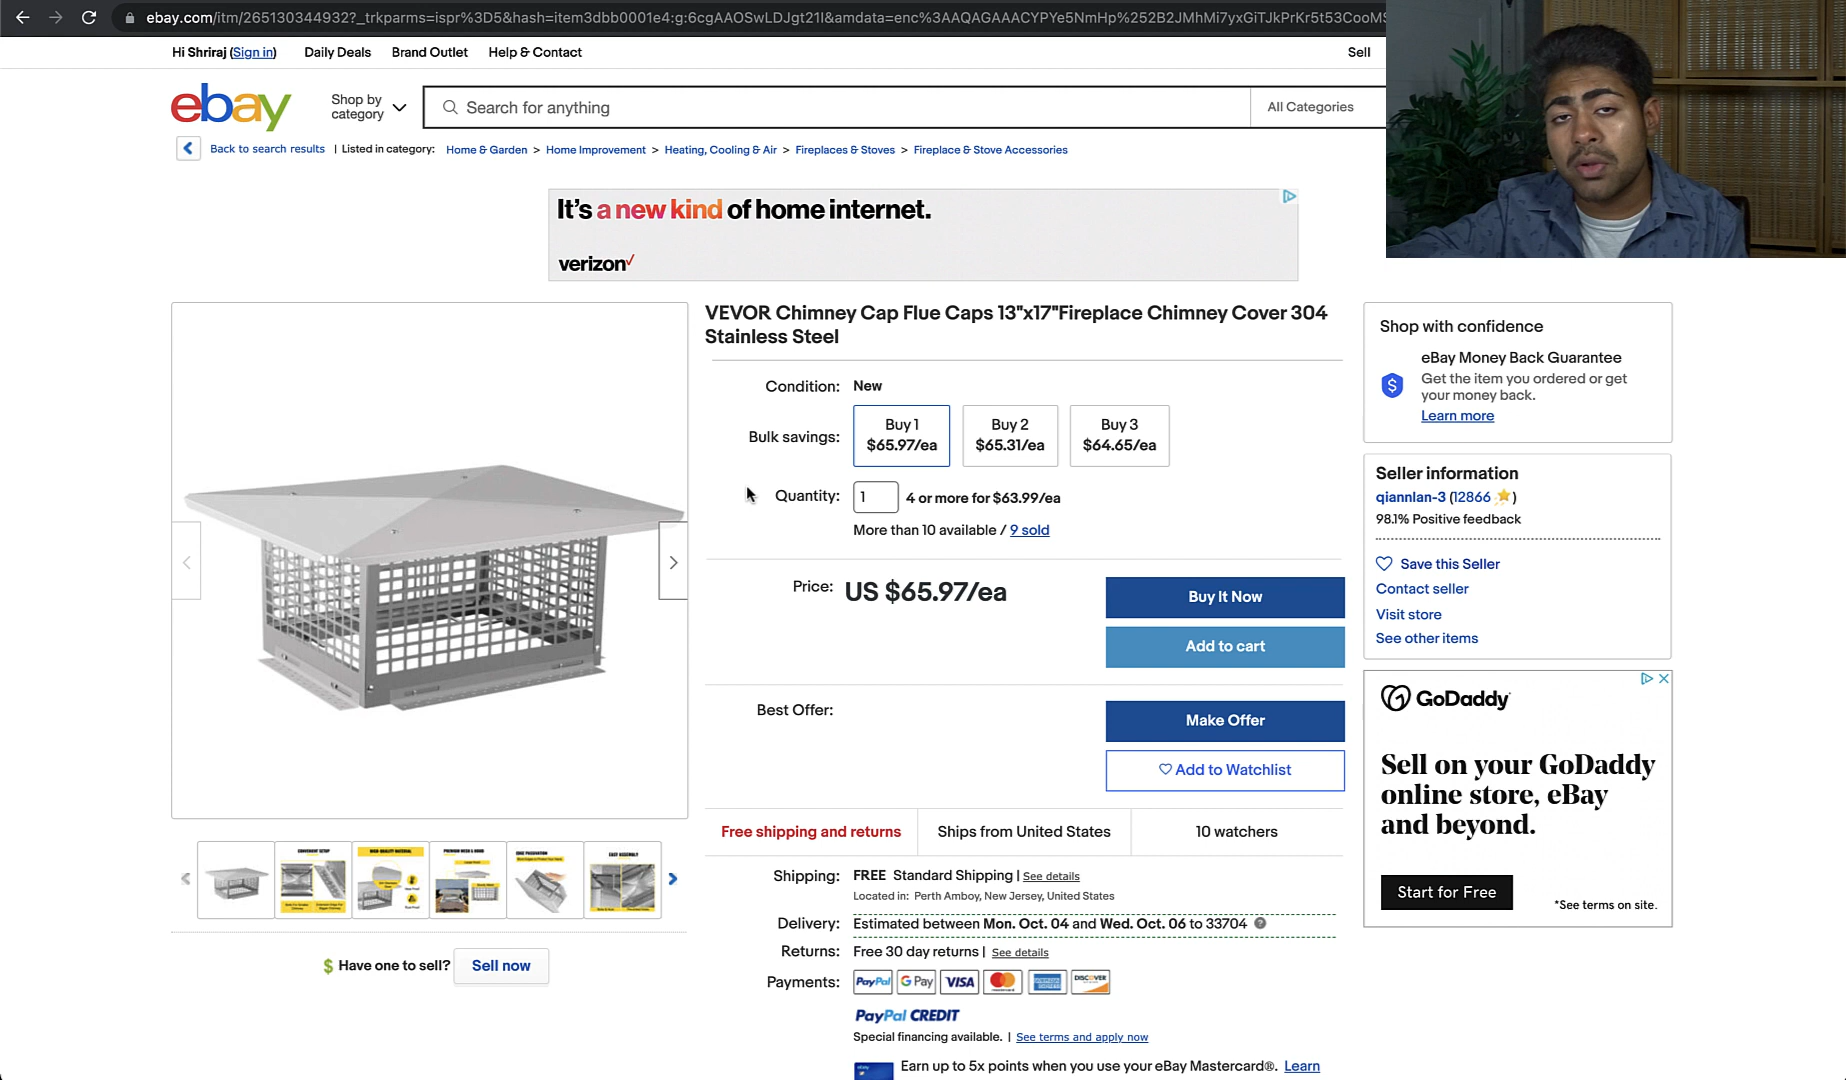 ebay.com/itm/265130344932?_trkparms=ispr%3D5&hash=item3dbb0001e4:g:6cgAAOSwLDJgt21I&amdata=enc%3AAQAGAAACYPYe5NmHp%252B2JMhMi7yxGiTJkPrKr5t53CooMS
Hi Shriraj (Sign in) Daily Deals Brand Outlet Help & Contact Sell
ebay Shop by category Search for anything All Categories
Back to search results | Listed in category: Home & Garden > Home Improvement > Heating, Cooling & Air > Fireplaces & Stoves > Fireplace & Stove Accessories
It's a new kind of home internet.
verizon✓
VEVOR Chimney Cap Flue Caps 13"x17"Fireplace Chimney Cover 304
Stainless Steel
Condition: New
Bulk savings:
Buy 1
$65.97/ea
Buy 2
$65.31/ea
Buy 3
$64.65/ea
Quantity: 1 4 or more for $63.99/ea
More than 10 available / 9 sold
Price: US $65.97/ea
Buy It Now
Add to cart
Best Offer:
Make Offer
Add to Watchlist
Free shipping and returns Ships from United States 10 watchers
Shipping: FREE Standard Shipping | See details
Located in: Perth Amboy, New Jersey, United States
Delivery: Estimated between Mon. Oct. 04 and Wed. Oct. 06 to 33704
Returns: Free 30 day returns | See details
Payments: PayPal G Pay VISA DISCOVER
PayPal CREDIT
Special financing available. | See terms and apply now
Earn up to 5x points when you use your eBay Mastercard®. Learn
CONVENIENT SETUP
HIGH-QUALITY MATERIAL
PREMIUM MESH & HOOD
EDGE PASSIVATION
EASY ASSEMBLY
$ Have one to sell? Sell now
Shop with confidence
eBay Money Back Guarantee
Get the item you ordered or get
your money back.
Learn more
Seller information
qiannlan-3 (12866)
98.1% Positive feedback
Save this Seller
Contact seller
Visit store
See other items
GoDaddy
Sell on your GoDaddy
online store, eBay
and beyond.
Start for Free
*See terms on site.